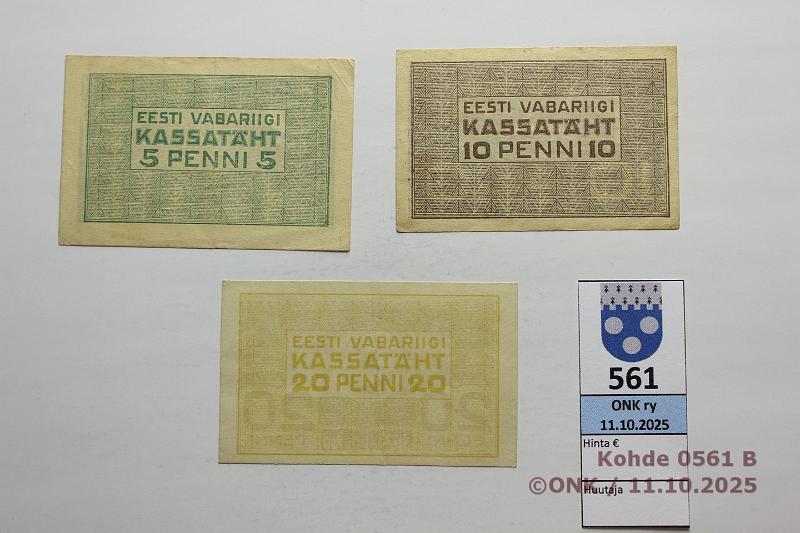 EESTI VABARIIGI
KASSATÄHT
5 PENNI 5
EESTI VABARIIGI
KASSATÄHT
10 PENNI 10
EESTI VABARIIGI
KASSATÄHT
20 PENNI 20
561
ONK ry
11.10.2025
Hinta €
Kohde 0561 B
©ONK / 11.10.2025
Huutaja